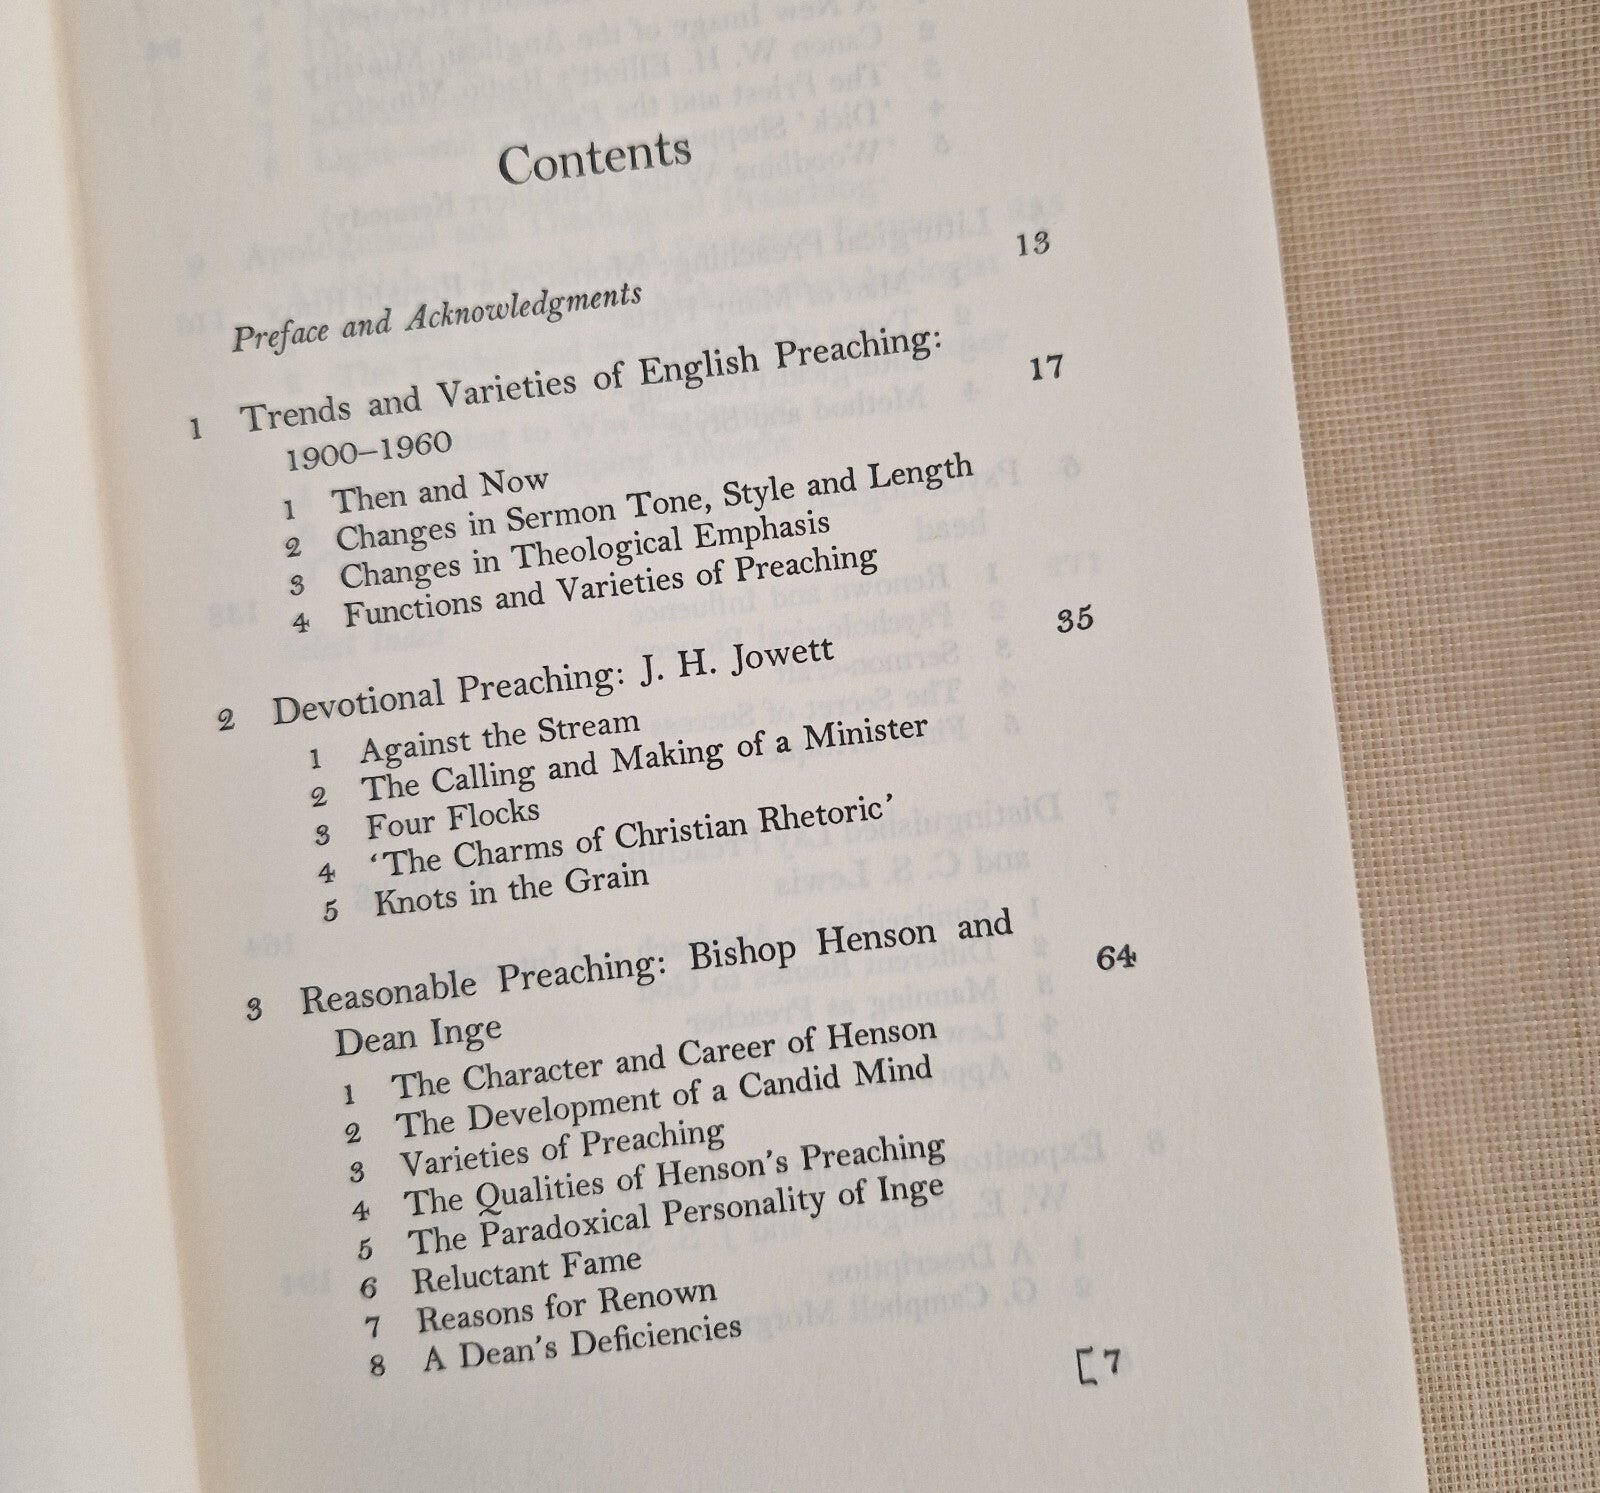 Contents
Preface and Acknowledgments 13
1 Trends and Varieties of English Preaching: 17
1900–1960
1 Then and Now
2 Changes in Sermon Tone, Style and Length
3 Changes in Theological Emphasis
4 Functions and Varieties of Preaching
2 Devotional Preaching: J. H. Jowett 35
1 Against the Stream
2 The Calling and Making of a Minister
3 Four Flocks
4 ‘The Charms of Christian Rhetoric’
5 Knots in the Grain
3 Reasonable Preaching: Bishop Henson and 64
Dean Inge
1 The Character and Career of Henson
2 The Development of a Candid Mind
3 Varieties of Preaching
4 The Qualities of Henson’s Preaching
5 The Paradoxical Personality of Inge
6 Reluctant Fame
7 Reasons for Renown
8 A Dean’s Deficiencies
[7